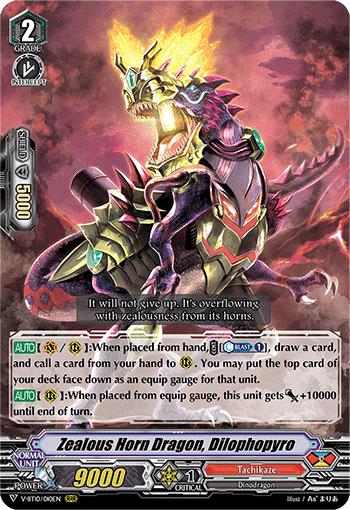 2
GRADE
INTERCEPT
SHIELD
5000
It will not give up. It's overflowing
with zealousness from its horns.
AUTO [ / ]:When placed from hand, [BLAST 1], draw a card,
and call a card from your hand to . You may put the top card of
your deck face down as an equip gauge for that unit.
AUTO [ ]:When placed from equip gauge, this unit gets +10000
until end of turn.
Zealous Horn Dragon, Dilophopyro
NORMAL
UNIT
POWER
9000
1
CRITICAL
Tachikaze
Dinodragon
V-BT10/010EN RRR
Illust / As'まりあ